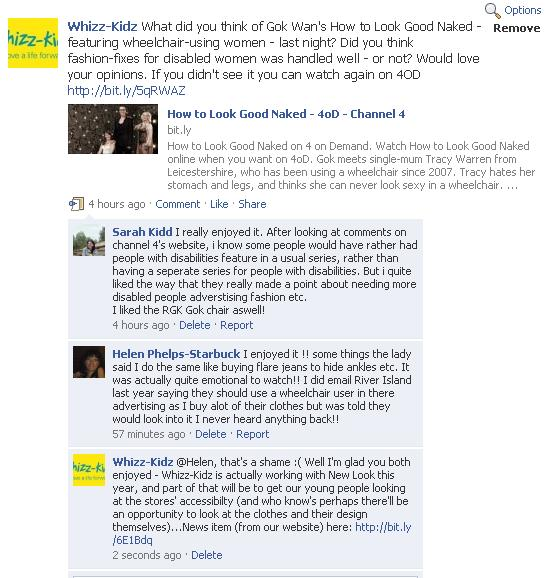 Options
Remove
hizz-Ki
ove a life forwa
Whizz-Kidz What did you think of Gok Wan's How to Look Good Naked -
featuring wheelchair-using women - last night? Did you think
fashion-fixes for disabled women was handled well - or not? Would love
your opinions. If you didn't see it you can watch again on 4OD
http://bit.ly/5qRWAZ
How to Look Good Naked - 4oD - Channel 4
bit.ly
How to Look Good Naked on 4 on Demand. Watch How to Look Good Naked
online when you want on 4oD. Gok meets single-mum Tracy Warren from
Leicestershire, who has been using a wheelchair since 2007. Tracy hates her
stomach and legs, and thinks she can never look sexy in a wheelchair. ...
4 hours ago · Comment · Like · Share
Sarah Kidd I really enjoyed it. After looking at comments on
channel 4's website, i know some people would have rather had
people with disabilities feature in a usual series, rather than
having a seperate series for people with disabilities. But i quite
liked the way that they really made a point about needing more
disabled people adverstising fashion etc.
I liked the RGK Gok chair aswell!
4 hours ago · Delete · Report
Helen Phelps-Starbuck I enjoyed it !! some things the lady
said I do the same like buying flare jeans to hide ankles etc. It
was actually quite emotional to watch!! I did email River Island
last year saying they should use a wheelchair user in there
advertising as I buy alot of their clothes but was told they
would look into it I never heard anything back!!
57 minutes ago · Delete · Report
hizz-Ki
ove a life forw
Whizz-Kidz @Helen, that's a shame :( Well I'm glad you both
enjoyed - Whizz-Kidz is actually working with New Look this
year, and part of that will be to get our young people looking
at the stores' accessibilty (and who know's perhaps there'll be
an opportunity to look at the clothes and their design
themselves)...News item (from our website) here: http://bit.ly
/6E1Bdq
2 seconds ago · Delete